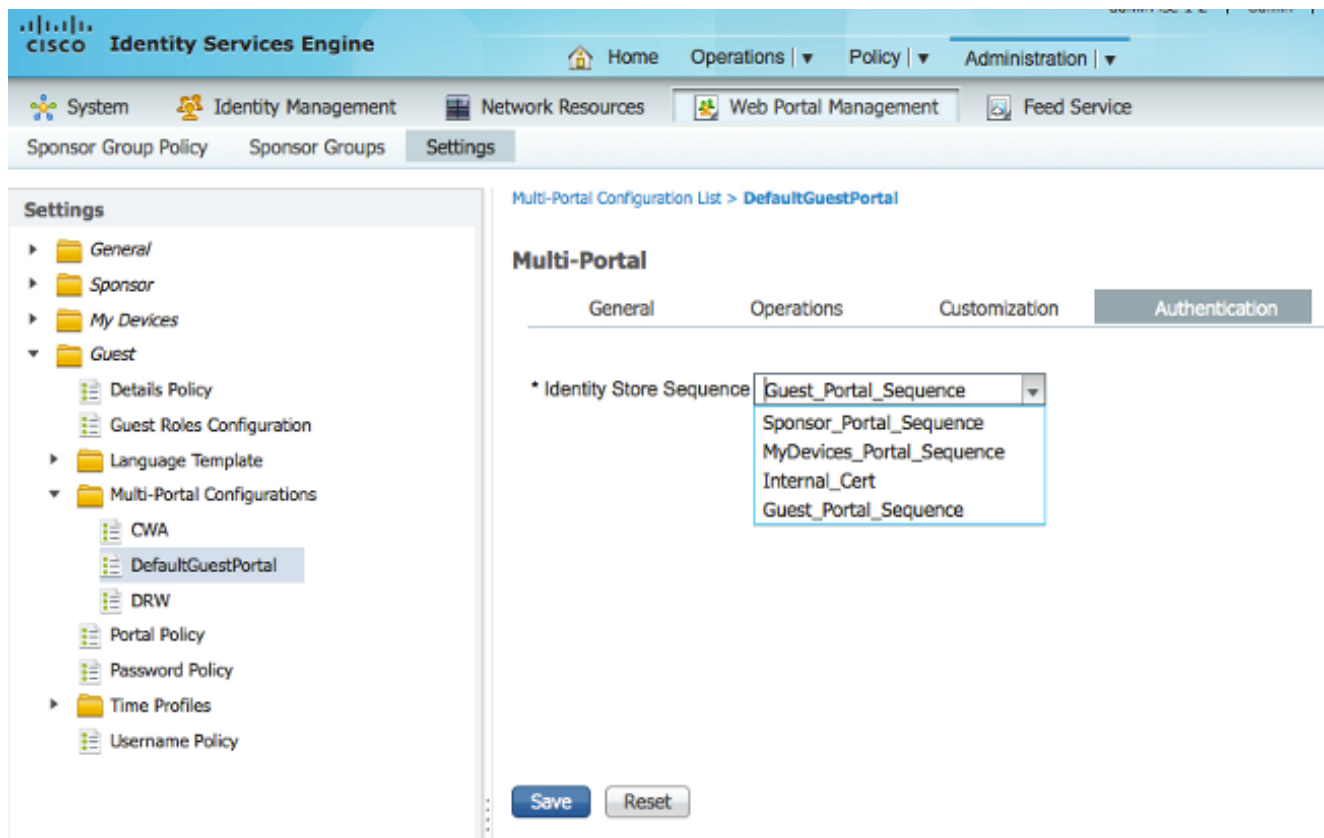 CISCO Identity Services Engine
Home Operations | ▼ Policy | ▼ Administration | ▼
System Identity Management Network Resources Web Portal Management Feed Service
Sponsor Group Policy Sponsor Groups Settings
Settings
General
Sponsor
My Devices
Guest
Details Policy
Guest Roles Configuration
Language Template
Multi-Portal Configurations
CWA
DefaultGuestPortal
DRW
Portal Policy
Password Policy
Time Profiles
Username Policy
Multi-Portal Configuration List > DefaultGuestPortal
Multi-Portal
General Operations Customization Authentication
* Identity Store Sequence Guest_Portal_Sequence
Sponsor_Portal_Sequence
MyDevices_Portal_Sequence
Internal_Cert
Guest_Portal_Sequence
Save Reset